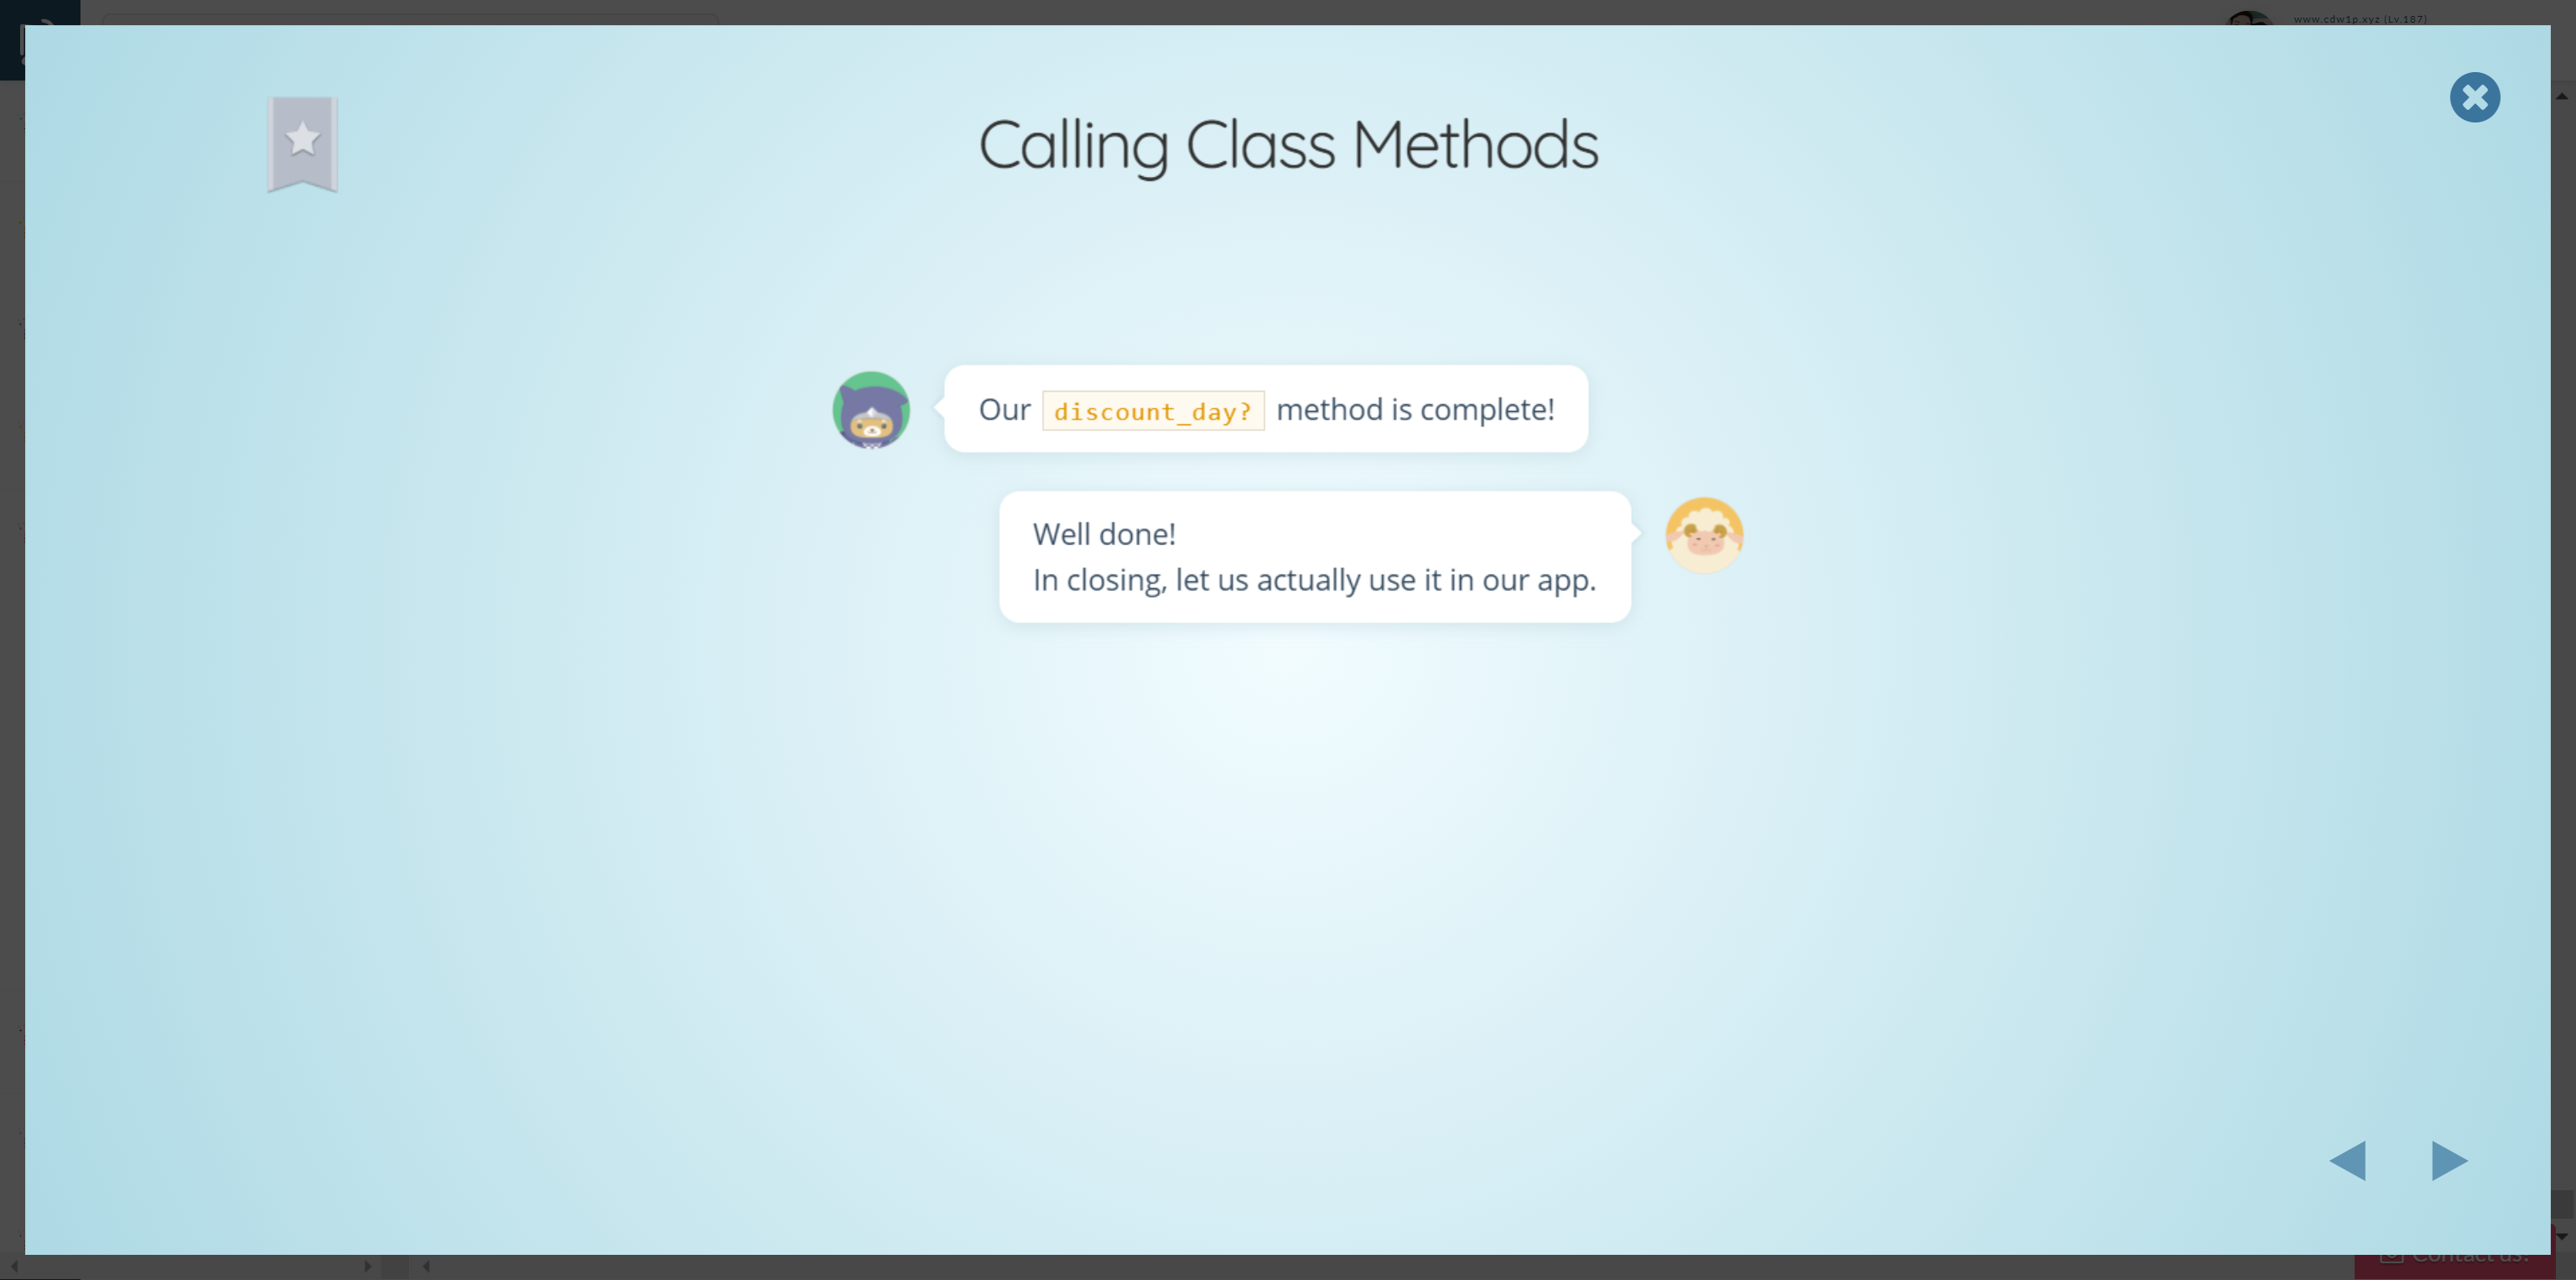 www.cdw1p.xyz (Lv.187)
Calling Class Methods
Our discount_day? method is complete!
Well done!
In closing, let us actually use it in our app.
Contact us!